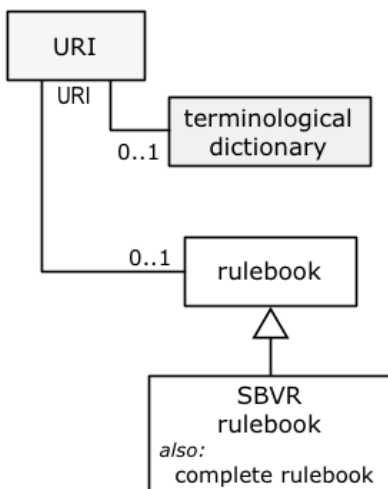 URI
URI
terminological
dictionary
0..1
0..1
rulebook
SBVR
rulebook
also:
complete rulebook